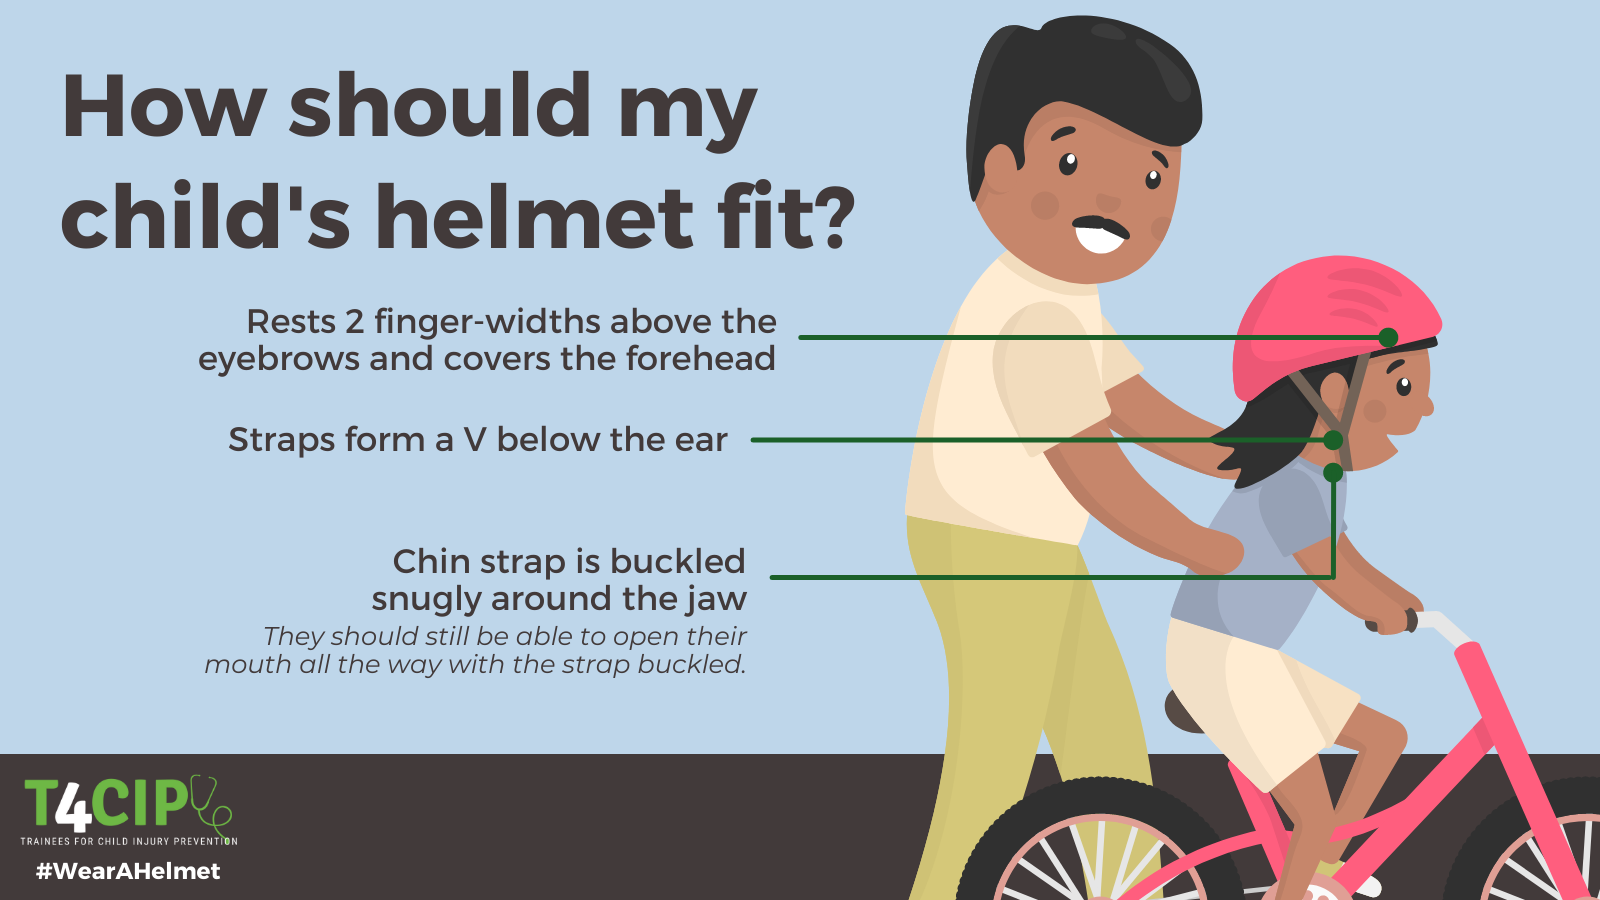 How should my
child's helmet fit?
Rests 2 finger-widths above the
eyebrows and covers the forehead
Straps form a V below the ear
Chin strap is buckled
snugly around the jaw
They should still be able to open their
mouth all the way with the strap buckled.
T4CIP
TRAINEES FOR CHILD INJURY PREVENTION
#WearAHelmet